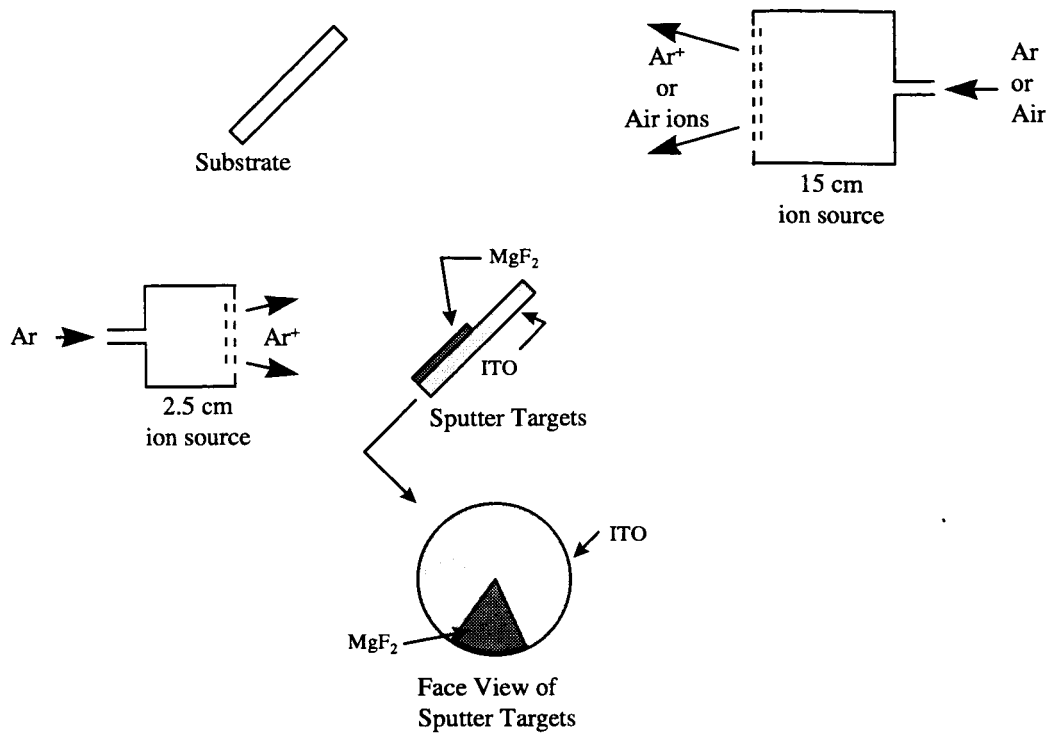 Substrate
Ar⁺
or
Air ions
Ar
or
Air
15 cm
ion source
MgF₂
Ar
Ar⁺
ITO
2.5 cm
ion source
Sputter Targets
ITO
MgF₂
Face View of
Sputter Targets